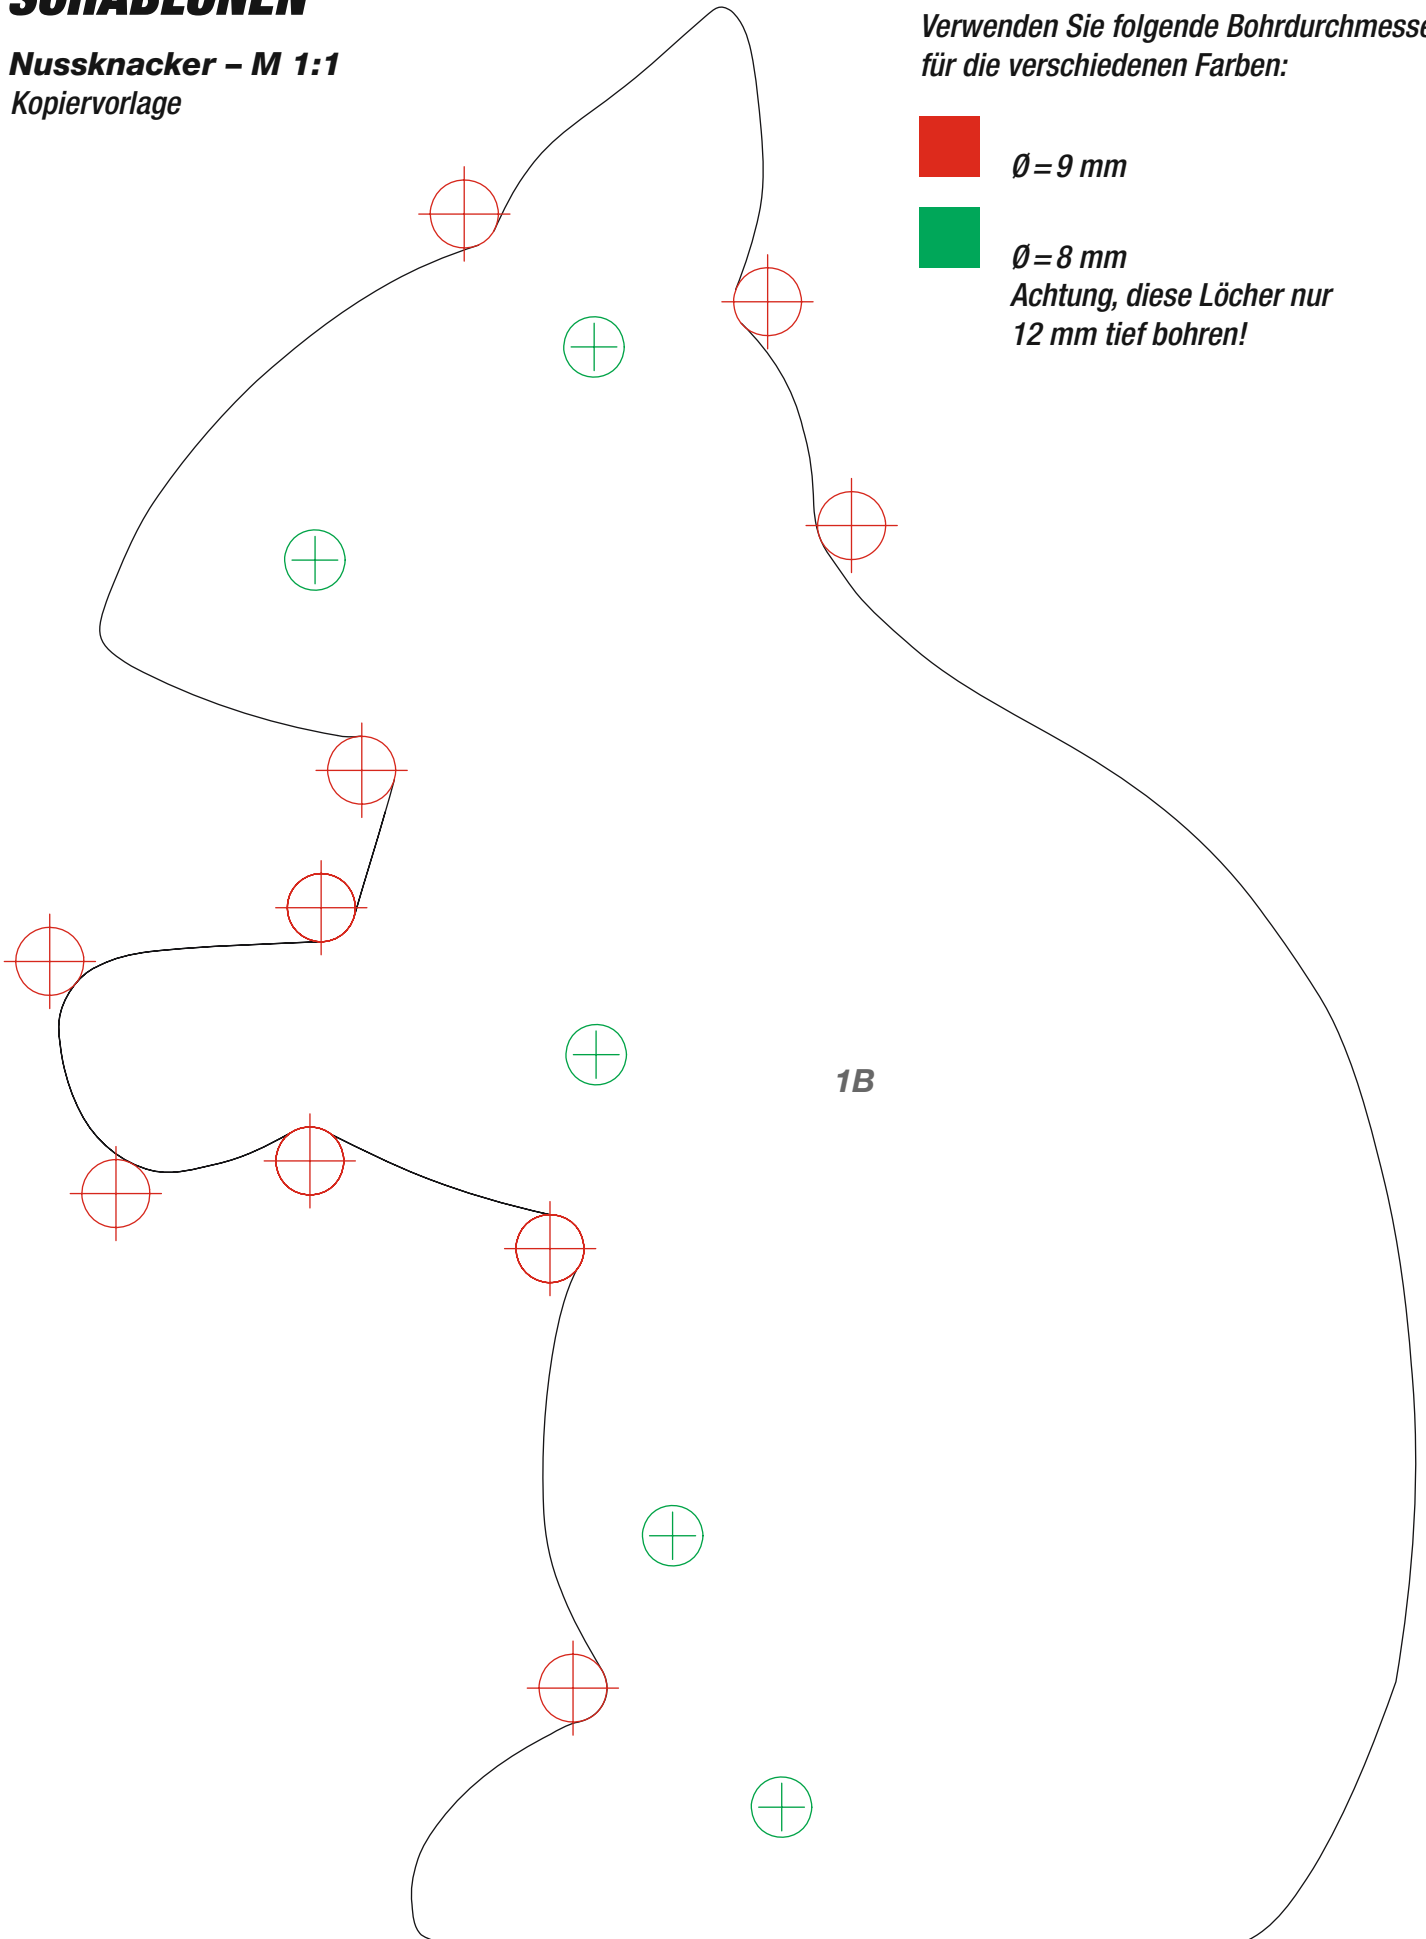 SCHABLONEN
Nussknacker – M 1:1
Kopiervorlage
Verwenden Sie folgende Bohrdurchmesse
für die verschiedenen Farben:
Ø = 9 mm
Ø = 8 mm
Achtung, diese Löcher nur
12 mm tief bohren!
1B